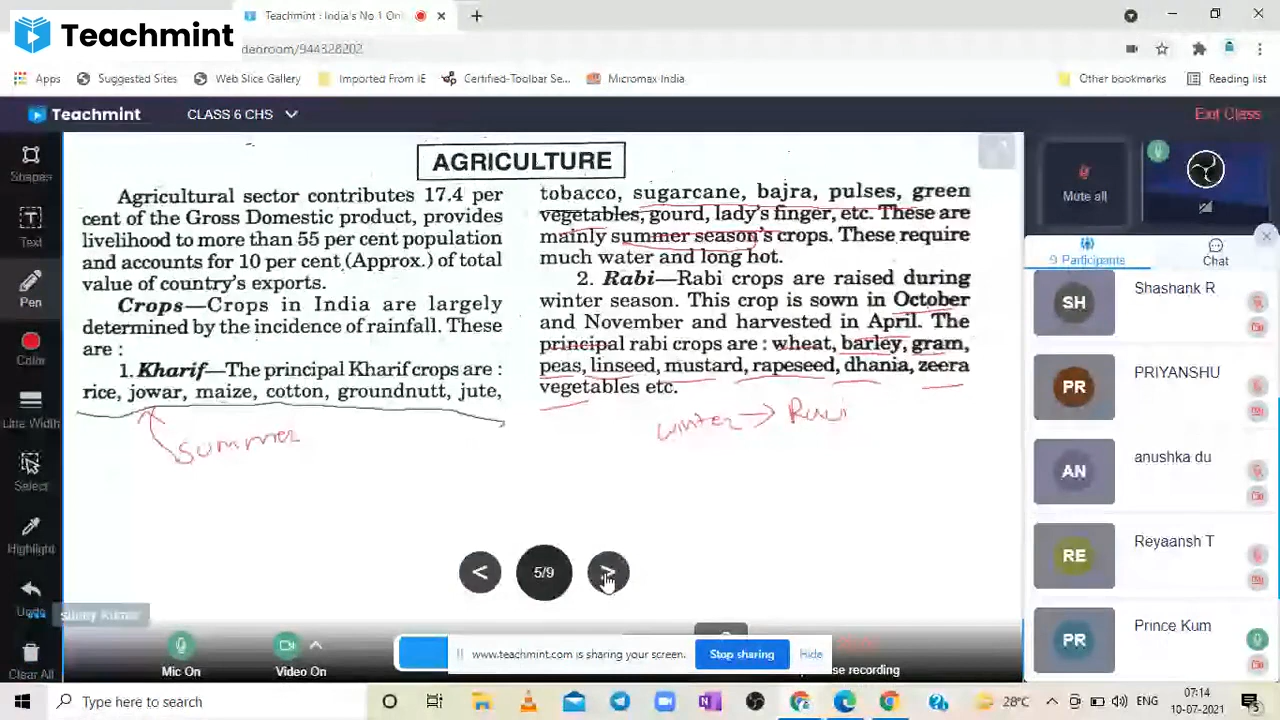 Teachmint
Teachmint : India's No 1 Onl
944328202
Apps
Suggested Sites
Web Slice Gallery
Imported From IE
Certified-Toolbar Se...
Micromax India
Other bookmarks
Reading list
Teachmint
CLASS 6 CHS
Exit Class
Shapes
Text
Pen
Color
Line Width
Select
Highlight
Undo
Clear All
AGRICULTURE
Agricultural sector contributes 17.4 per
cent of the Gross Domestic product, provides
livelihood to more than 55 per cent population
and accounts for 10 per cent (Approx.) of total
value of country's exports.
Crops—Crops in India are largely
determined by the incidence of rainfall. These
are :
1. Kharif—The principal Kharif crops are :
rice, jowar, maize, cotton, groundnutt, jute,
Summer
tobacco, sugarcane, bajra, pulses, green
vegetables, gourd, lady's finger, etc. These are
mainly summer season's crops. These require
much water and long hot.
2. Rabi—Rabi crops are raised during
winter season. This crop is sown in October
and November and harvested in April. The
principal rabi crops are : wheat, barley, gram,
peas, linseed, mustard, rapeseed, dhania, zeera
vegetables etc.
winter → Ravi
<
5/9
>
Mute all
9 Participants
Chat
SH Shashank R
PR PRIYANSHU
AN anushka du
RE Reyaansh T
PR Prince Kum
Kumar
Mic On
Video On
www.teachmint.com is sharing your screen.
Stop sharing
Hide
se recording
Type here to search
28°C
ENG
07:14
10-07-2021